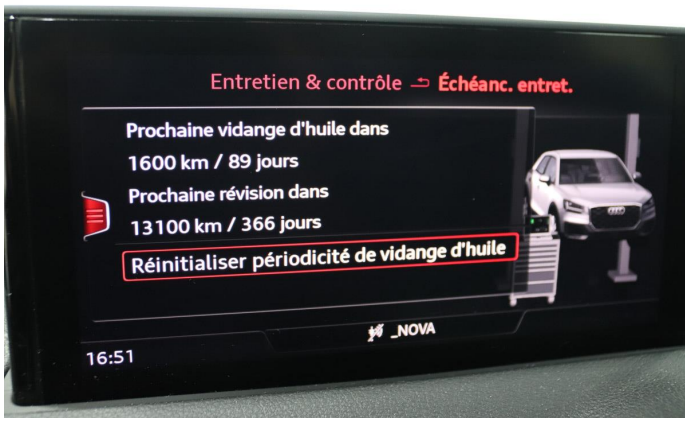 Entretien & contrôle Échéanc. entret.
Prochaine vidange d'huile dans
1600 km / 89 jours
Prochaine révision dans
13100 km / 366 jours
Réinitialiser périodicité de vidange d'huile
_NOVA
16:51